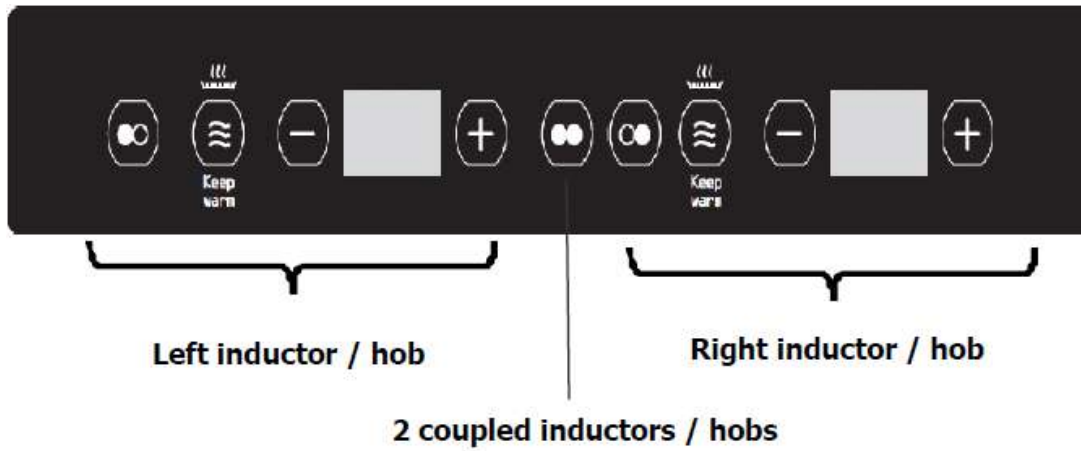 Keep
warm
Keep
warm
Left inductor / hob
Right inductor / hob
2 coupled inductors / hobs